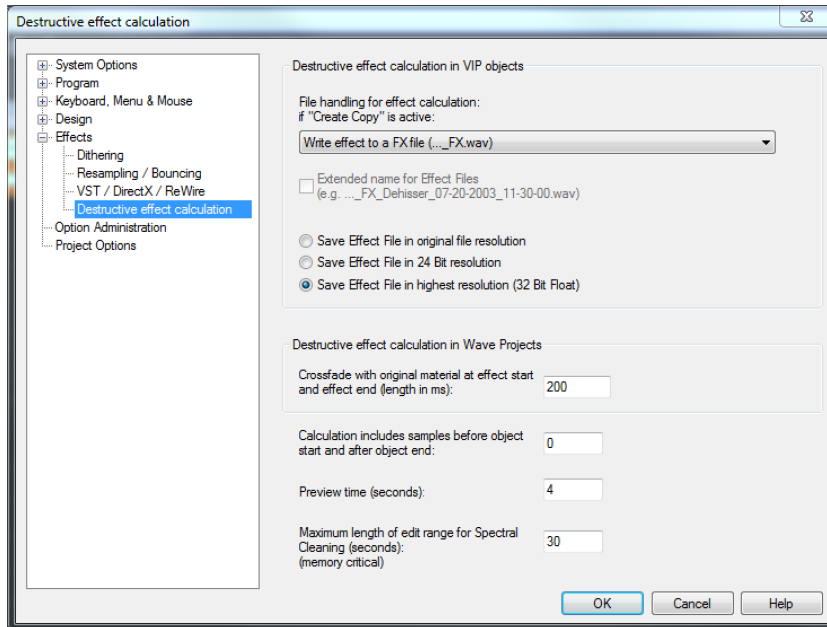 Destructive effect calculation
System Options
Program
Keyboard, Menu & Mouse
Design
Effects
Dithering
Resampling / Bouncing
VST / DirectX / ReWire
Destructive effect calculation
Option Administration
Project Options
Destructive effect calculation in VIP objects
File handling for effect calculation:
if "Create Copy" is active:
Write effect to a FX file (..._FX.wav)
Extended name for Effect Files
(e.g. ..._FX_Dehisser_07-20-2003_11-30-00.wav)
Save Effect File in original file resolution
Save Effect File in 24 Bit resolution
Save Effect File in highest resolution (32 Bit Float)
Destructive effect calculation in Wave Projects
Crossfade with original material at effect start
and effect end (length in ms):
200
Calculation includes samples before object
start and after object end:
0
Preview time (seconds):
4
Maximum length of edit range for Spectral
Cleaning (seconds):
(memory critical)
30
OK
Cancel
Help